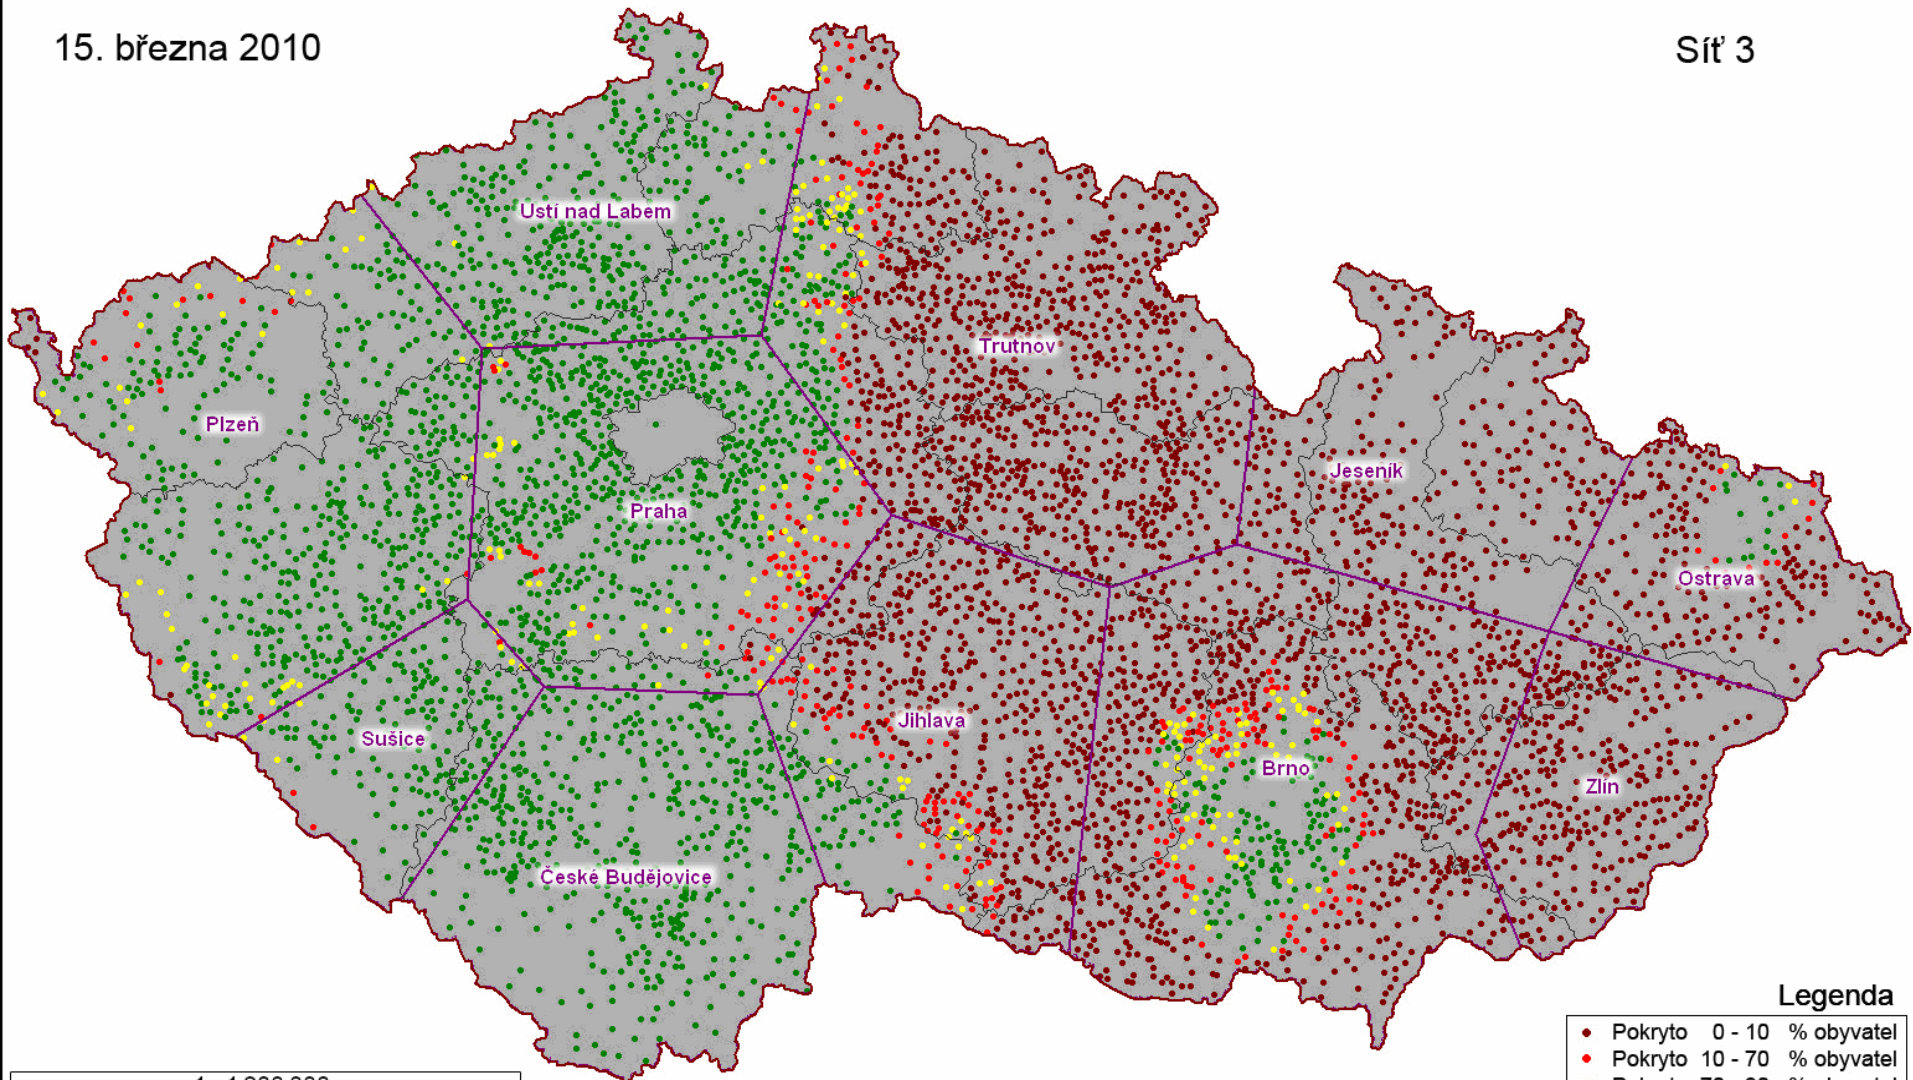 15. března 2010
Síť 3
Ústí nad Labem
Trutnov
Plzeň
Jeseník
Praha
Ostrava
Jihlava
Sušice
Brno
Zlín
České Budějovice
Legenda
Pokryto 0 - 10 % obyvatel
Pokryto 10 - 70 % obyvatel